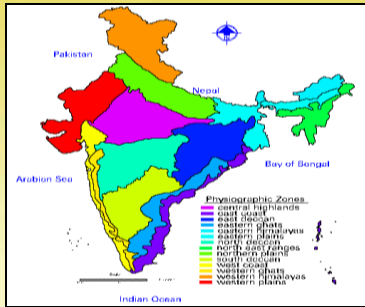 Pakistan
Nepal
Bay of Bongal
Arabian Sea
Physiographic Zones
central highlands
east coast
east deccan
eastern ghats
eastern himalayas
eastern plains
north deccan
north east ranges
northern plains
south deccan
west coast
western ghats
western himalayas
western plains
Indian Ocean